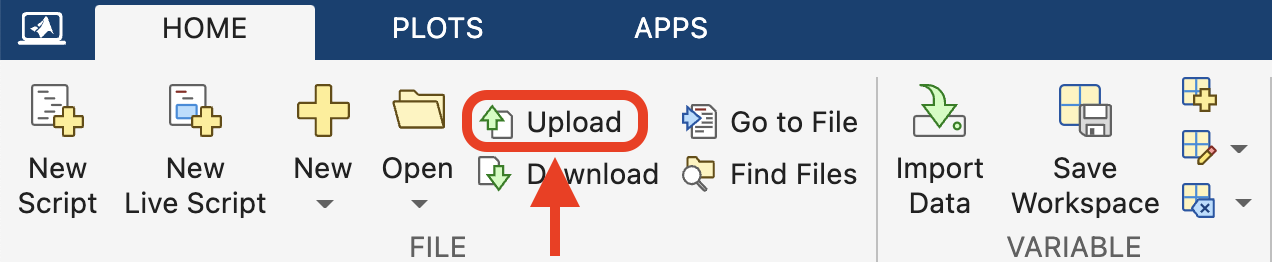 HOME PLOTS APPS
New Script
New Live Script
New
Open
Upload
Download
Go to File
Find Files
FILE
Import Data
Save Workspace
VARIABLE